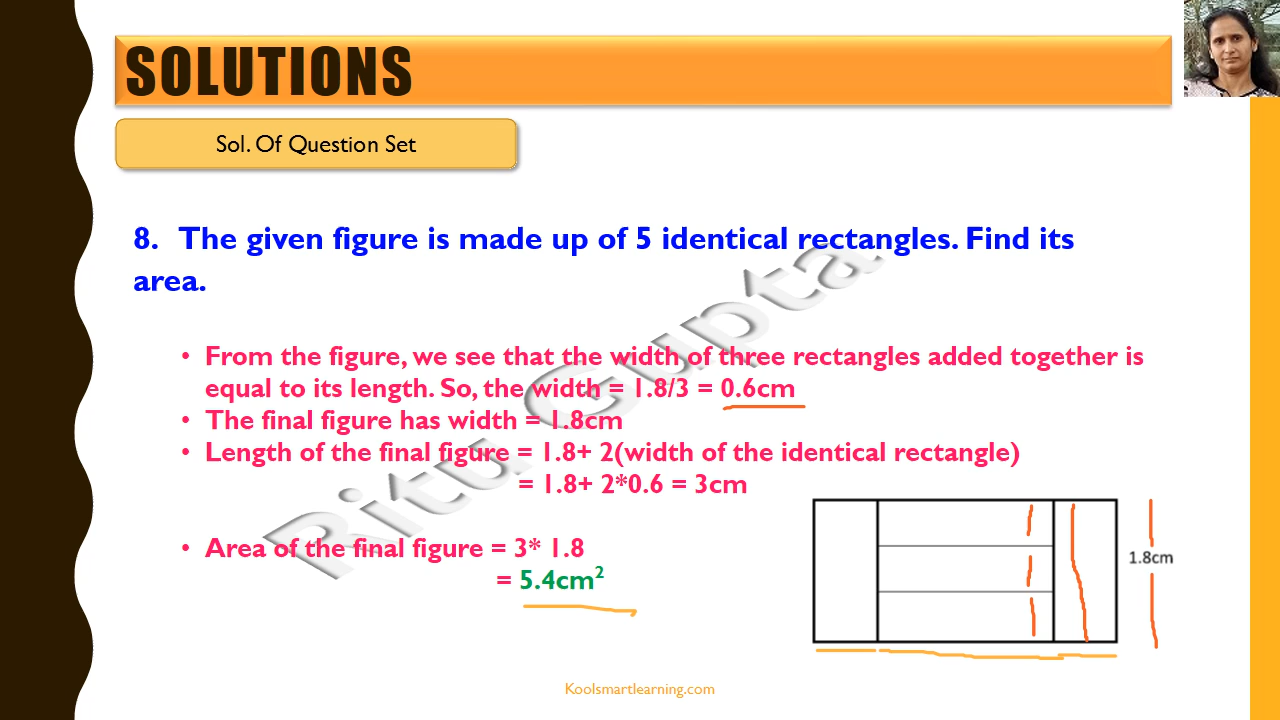 SOLUTIONS
Sol. Of Question Set
8. The given figure is made up of 5 identical rectangles. Find its
area.
• From the figure, we see that the width of three rectangles added together is
equal to its length. So, the width = 1.8/3 = 0.6cm
• The final figure has width = 1.8cm
• Length of the final figure = 1.8+ 2(width of the identical rectangle)
= 1.8+ 2*0.6 = 3cm
• Area of the final figure = 3* 1.8
= 5.4cm²
1.8cm
Ritu Gupta
Koolsmartlearning.com